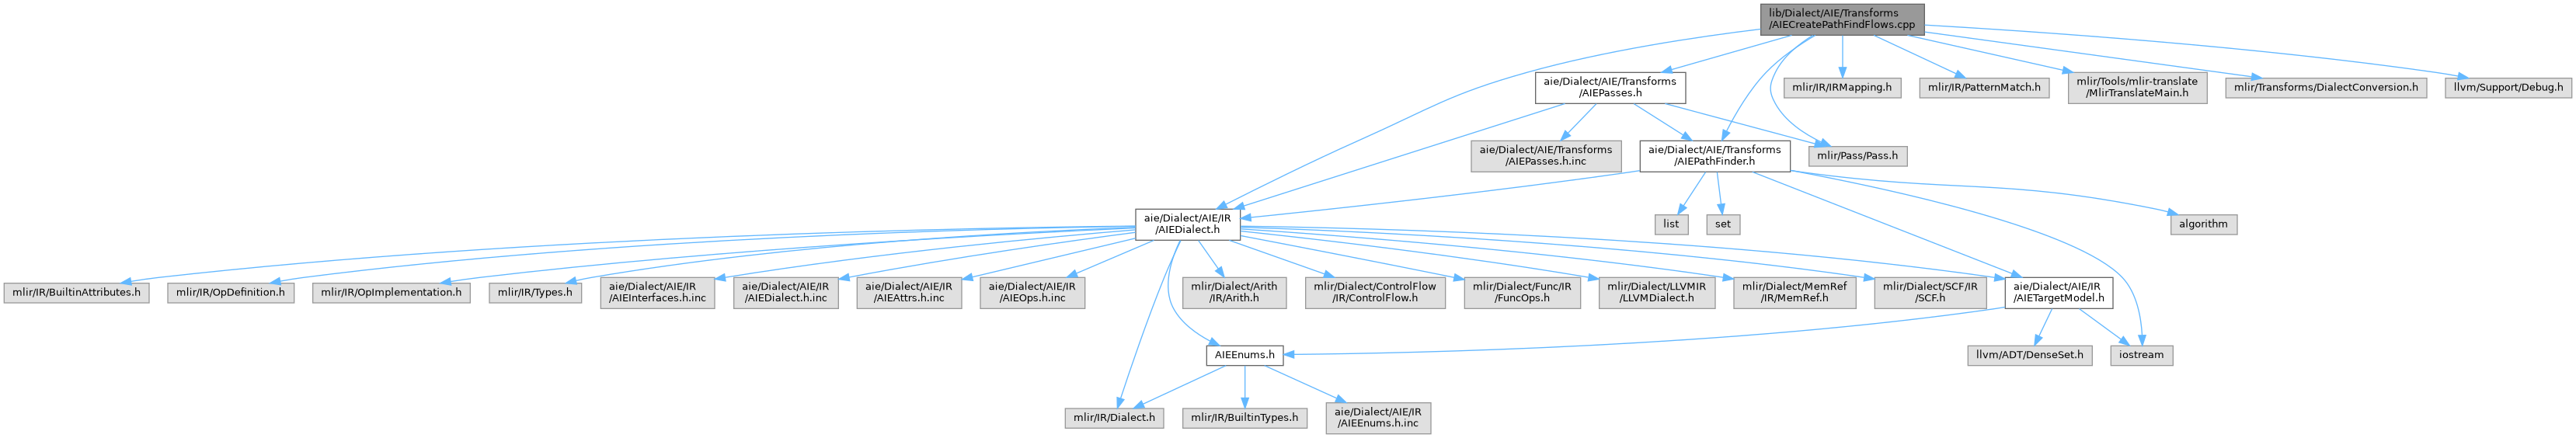 lib/Dialect/AIE/Transforms
/AIECreatePathFindFlows.cpp
aie/Dialect/AIE/Transforms
/AIEPasses.h
mlir/IR/IRMapping.h
mlir/IR/PatternMatch.h
mlir/Tools/mlir-translate
/MlirTranslateMain.h
mlir/Transforms/DialectConversion.h
llvm/Support/Debug.h
aie/Dialect/AIE/Transforms
/AIEPasses.h.inc
aie/Dialect/AIE/Transforms
/AIEPathFinder.h
mlir/Pass/Pass.h
aie/Dialect/AIE/IR
/AIEDialect.h
list
set
algorithm
mlir/IR/BuiltinAttributes.h
mlir/IR/OpDefinition.h
mlir/IR/OpImplementation.h
mlir/IR/Types.h
aie/Dialect/AIE/IR
/AIEInterfaces.h.inc
aie/Dialect/AIE/IR
/AIEDialect.h.inc
aie/Dialect/AIE/IR
/AIEAttrs.h.inc
aie/Dialect/AIE/IR
/AIEOps.h.inc
mlir/Dialect/Arith
/IR/Arith.h
mlir/Dialect/ControlFlow
/IR/ControlFlow.h
mlir/Dialect/Func/IR
/FuncOps.h
mlir/Dialect/LLVMIR
/LLVMDialect.h
mlir/Dialect/MemRef
/IR/MemRef.h
mlir/Dialect/SCF/IR
/SCF.h
aie/Dialect/AIE/IR
/AIETargetModel.h
AIEEnums.h
llvm/ADT/DenseSet.h
iostream
mlir/IR/Dialect.h
mlir/IR/BuiltinTypes.h
aie/Dialect/AIE/IR
/AIEEnums.h.inc